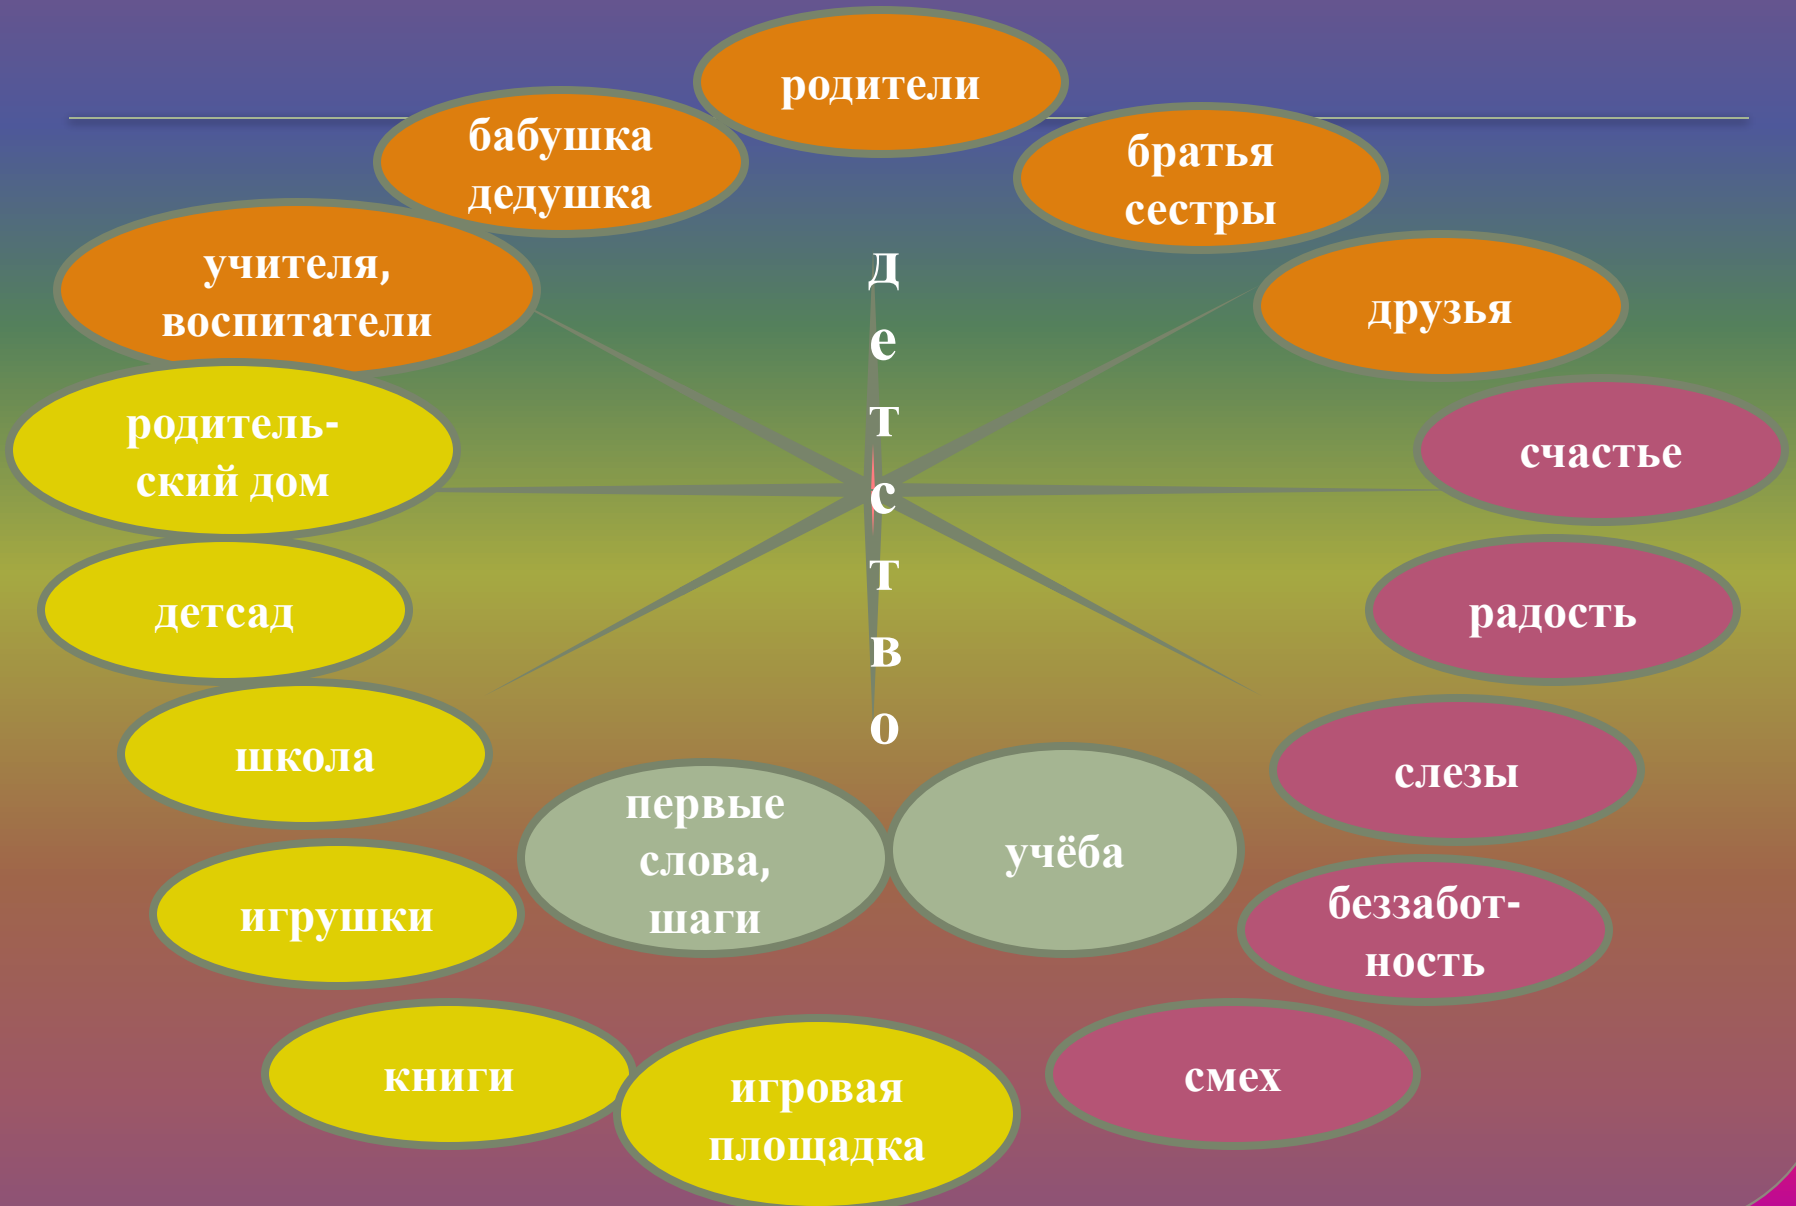 родители
бабушка
дедушка
братья
сестры
учителя,
воспитатели
друзья
д
е
т
с
т
в
о
родитель-
ский дом
счастье
детсад
радость
школа
слезы
первые
слова,
шаги
учёба
игрушки
беззабот-
ность
книги
игровая
площадка
смех